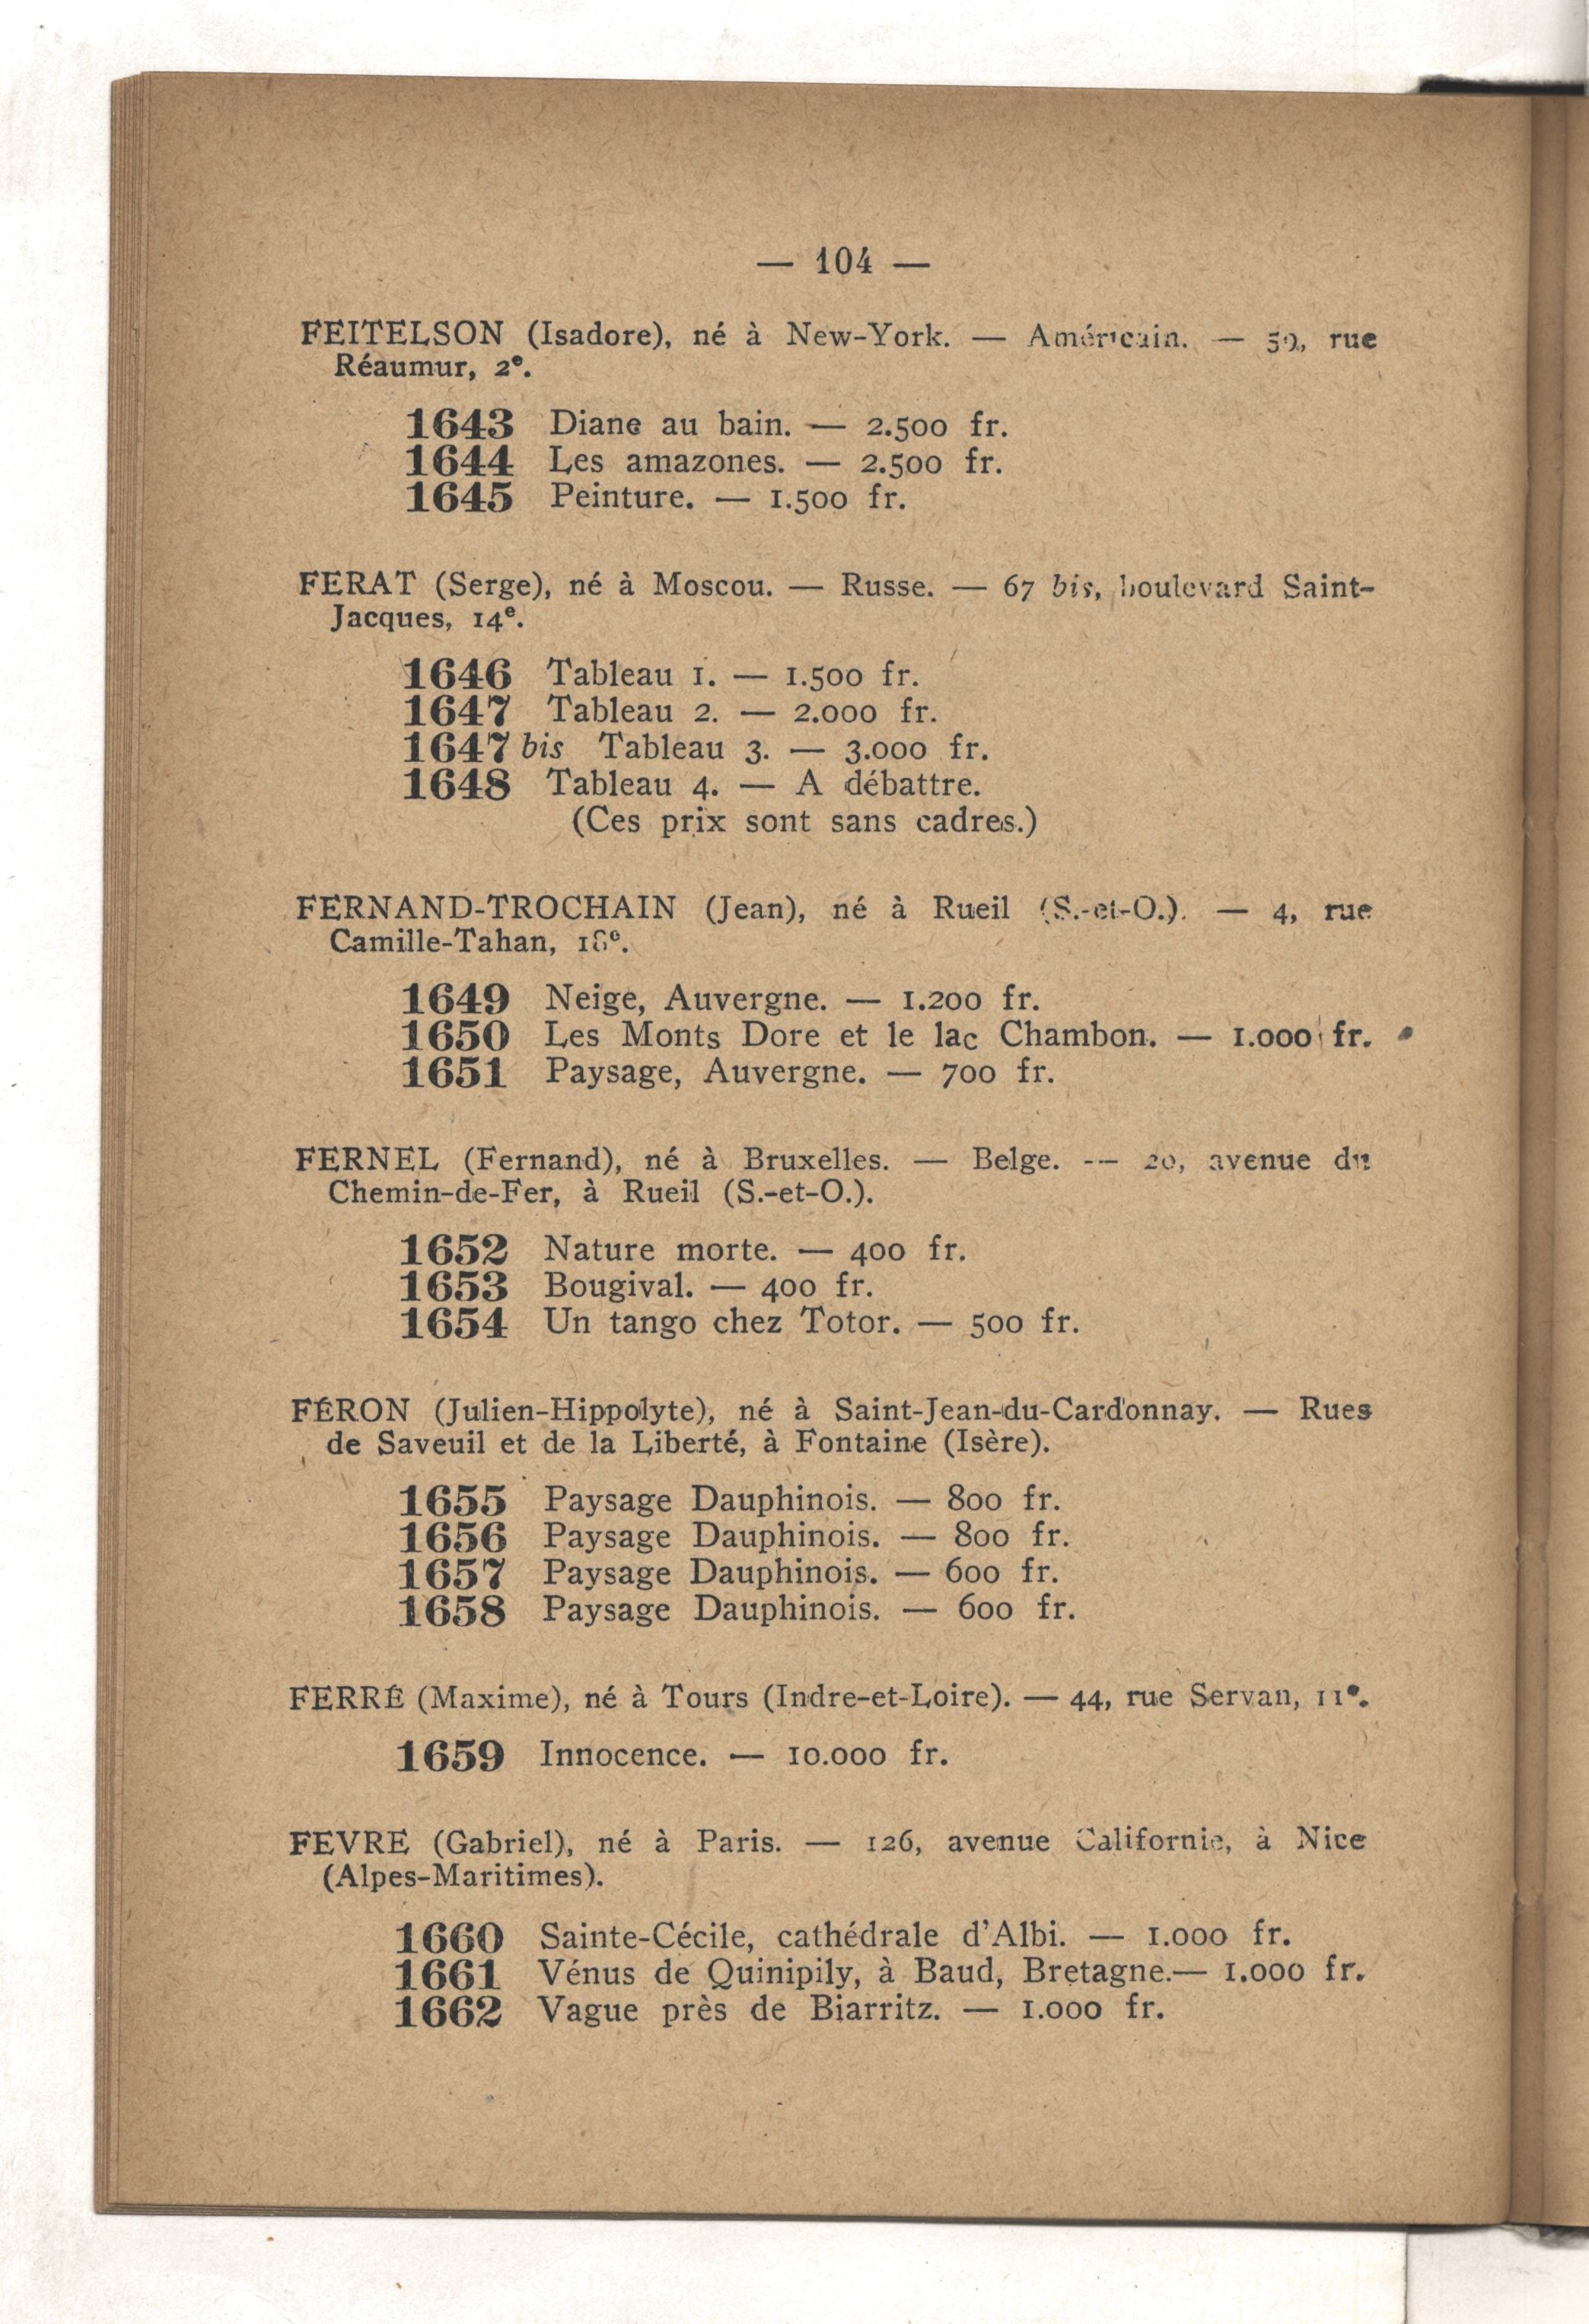 — 104 —
FEITELSON (Isadore), né à New-York. — Américain. — 59, rue
Réaumur, 2e.
1643 Diane au bain. — 2.500 fr.
1644 Les amazones. — 2.500 fr.
1645 Peinture. — 1.500 fr.
FERAT (Serge), né à Moscou. — Russe. — 67 bis, boulevard Saint-
Jacques, 14e.
1646 Tableau 1. — 1.500 fr.
1647 Tableau 2. — 2.000 fr.
1647 bis Tableau 3. — 3.000 fr.
1648 Tableau 4. — A débattre.
(Ces prix sont sans cadres.)
FERNAND-TROCHAIN (Jean), né à Rueil (S.-et-O.). — 4, rue
Camille-Tahan, 18e.
1649 Neige, Auvergne. — 1.200 fr.
1650 Les Monts Dore et le lac Chambon. — 1.000 fr.
1651 Paysage, Auvergne. — 700 fr.
FERNEL (Fernand), né à Bruxelles. — Belge. — 20, avenue du
Chemin-de-Fer, à Rueil (S.-et-O.).
1652 Nature morte. — 400 fr.
1653 Bougival. — 400 fr.
1654 Un tango chez Totor. — 500 fr.
FÉRON (Julien-Hippolyte), né à Saint-Jean-du-Cardonnay. — Rues
de Saveuil et de la Liberté, à Fontaine (Isère).
1655 Paysage Dauphinois. — 800 fr.
1656 Paysage Dauphinois. — 800 fr.
1657 Paysage Dauphinois. — 600 fr.
1658 Paysage Dauphinois. — 600 fr.
FERRÉ (Maxime), né à Tours (Indre-et-Loire). — 44, rue Servan, 11e.
1659 Innocence. — 10.000 fr.
FEVRE (Gabriel), né à Paris. — 126, avenue Californie, à Nice
(Alpes-Maritimes).
1660 Sainte-Cécile, cathédrale d'Albi. — 1.000 fr.
1661 Vénus de Quinipily, à Baud, Bretagne.— 1.000 fr.
1662 Vague près de Biarritz. — 1.000 fr.